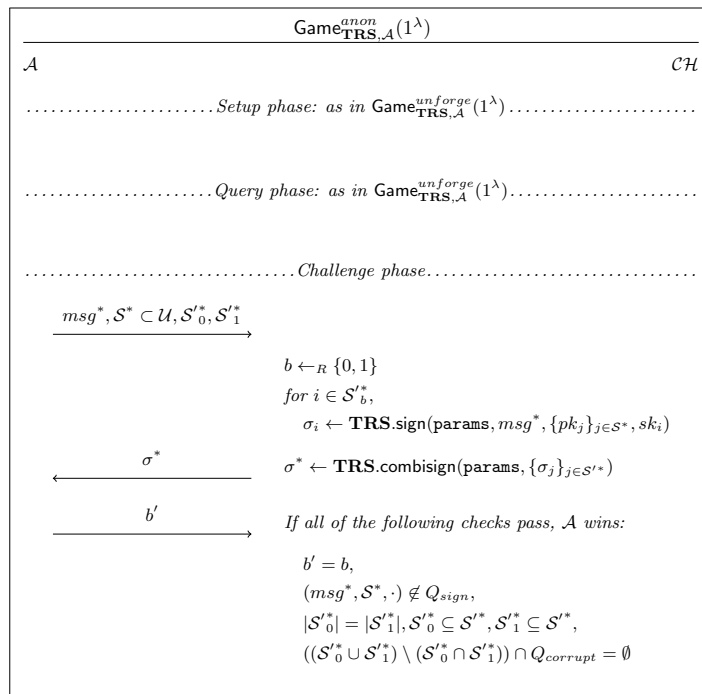 Game^{anon}_{TRS,𝒜}(1^λ)
𝒜 𝒞ℋ
......................Setup phase: as in Game^{unforge}_{TRS,𝒜}(1^λ)......................
......................Query phase: as in Game^{unforge}_{TRS,𝒜}(1^λ)......................
................................Challenge phase................................
msg^*, 𝒮^* ⊂ 𝒰, 𝒮'^*_0, 𝒮'^*_1
b ←_R {0, 1}
for i ∈ 𝒮'^*_b,
σ_i ← TRS.sign(params, msg^*, {pk_j}_{j∈𝒮^*}, sk_i)
σ^* σ^* ← TRS.combisign(params, {σ_j}_{j∈𝒮'^*})
b' If all of the following checks pass, 𝒜 wins:
b' = b,
(msg^*, 𝒮^*, ·) ∉ Q_{sign},
|𝒮'^*_0| = |𝒮'^*_1|, 𝒮'^*_0 ⊆ 𝒮'^*, 𝒮'^*_1 ⊆ 𝒮'^*,
((𝒮'^*_0 ∪ 𝒮'^*_1) \ (𝒮'^*_0 ∩ 𝒮'^*_1)) ∩ Q_{corrupt} = ∅